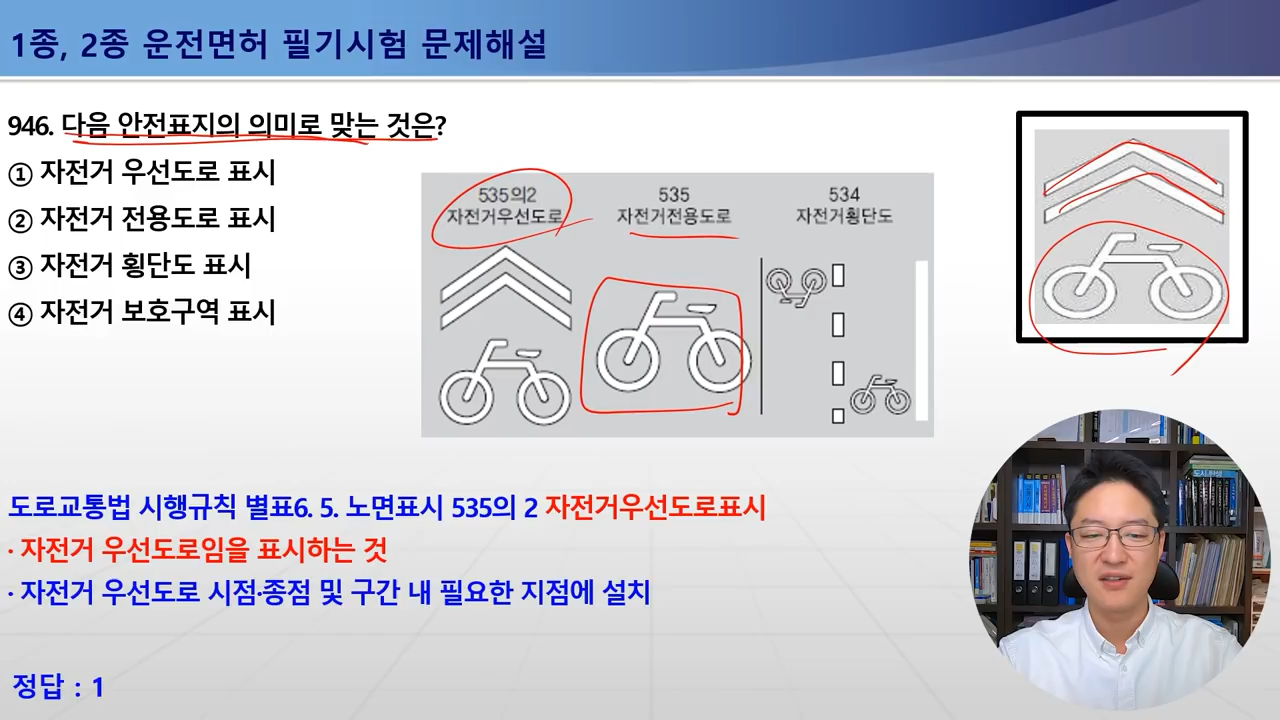 1종, 2종 운전면허 필기시험 문제해설
946. 다음 안전표지의 의미로 맞는 것은?
① 자전거 우선도로 표시
② 자전거 전용도로 표시
③ 자전거 횡단도 표시
④ 자전거 보호구역 표시
535의2
자전거우선도로
535
자전거전용도로
534
자전거횡단도
도로교통법 시행규칙 별표6. 5. 노면표시 535의 2 자전거우선도로표시
· 자전거 우선도로임을 표시하는 것
· 자전거 우선도로 시점·종점 및 구간 내 필요한 지점에 설치
정답 : 1